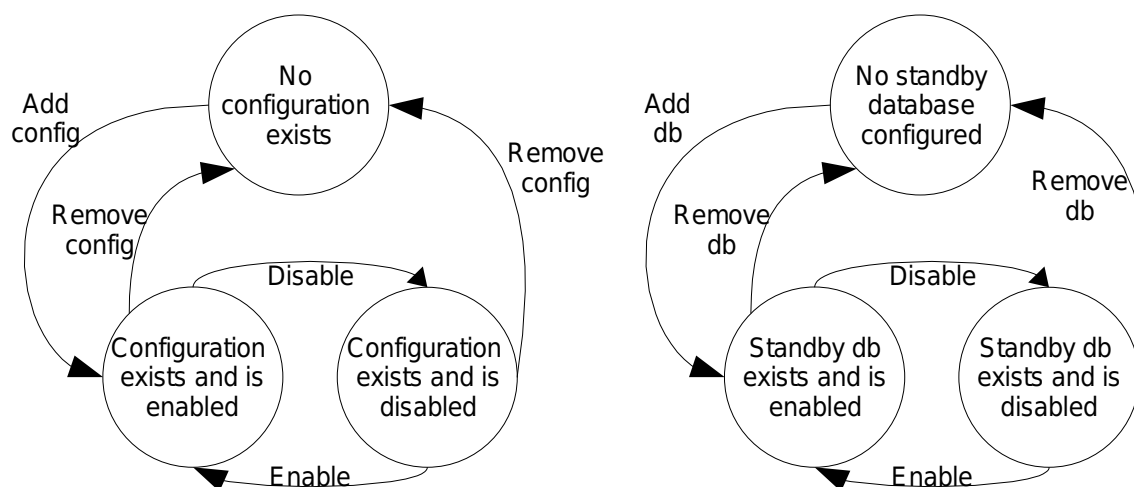 No
configuration
exists
Add
config
Remove
config
Remove
config
Disable
Configuration
exists and is
enabled
Configuration
exists and is
disabled
Enable
No standby
database
configured
Add
db
Remove
db
Remove
db
Disable
Standby db
exists and is
enabled
Standby db
exists and is
disabled
Enable